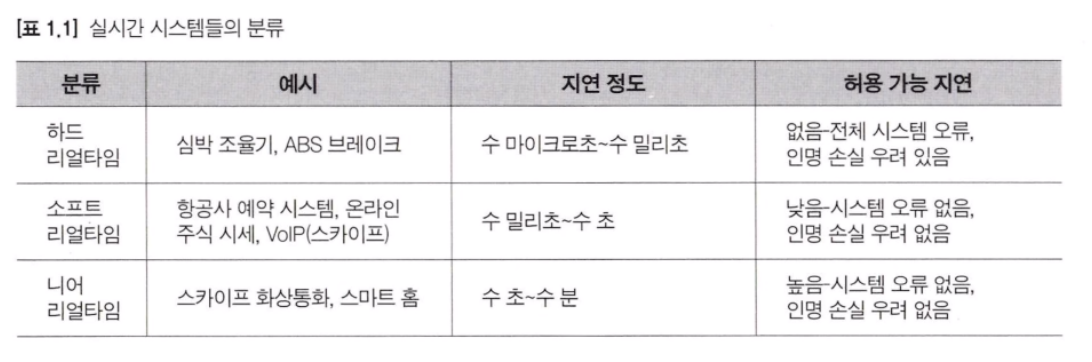 [표 1.1] 실시간 시스템들의 분류
분류 예시 지연 정도 허용 가능 지연
하드
리얼타임
심박 조율기, ABS 브레이크
수 마이크로초~수 밀리초
없음-전체 시스템 오류,
인명 손실 우려 있음
소프트
리얼타임
항공사 예약 시스템, 온라인
주식 시세, VoIP(스카이프)
수 밀리초~수 초
낮음-시스템 오류 없음,
인명 손실 우려 없음
니어
리얼타임
스카이프 화상통화, 스마트 홈
수 초~수 분
높음-시스템 오류 없음,
인명 손실 우려 없음